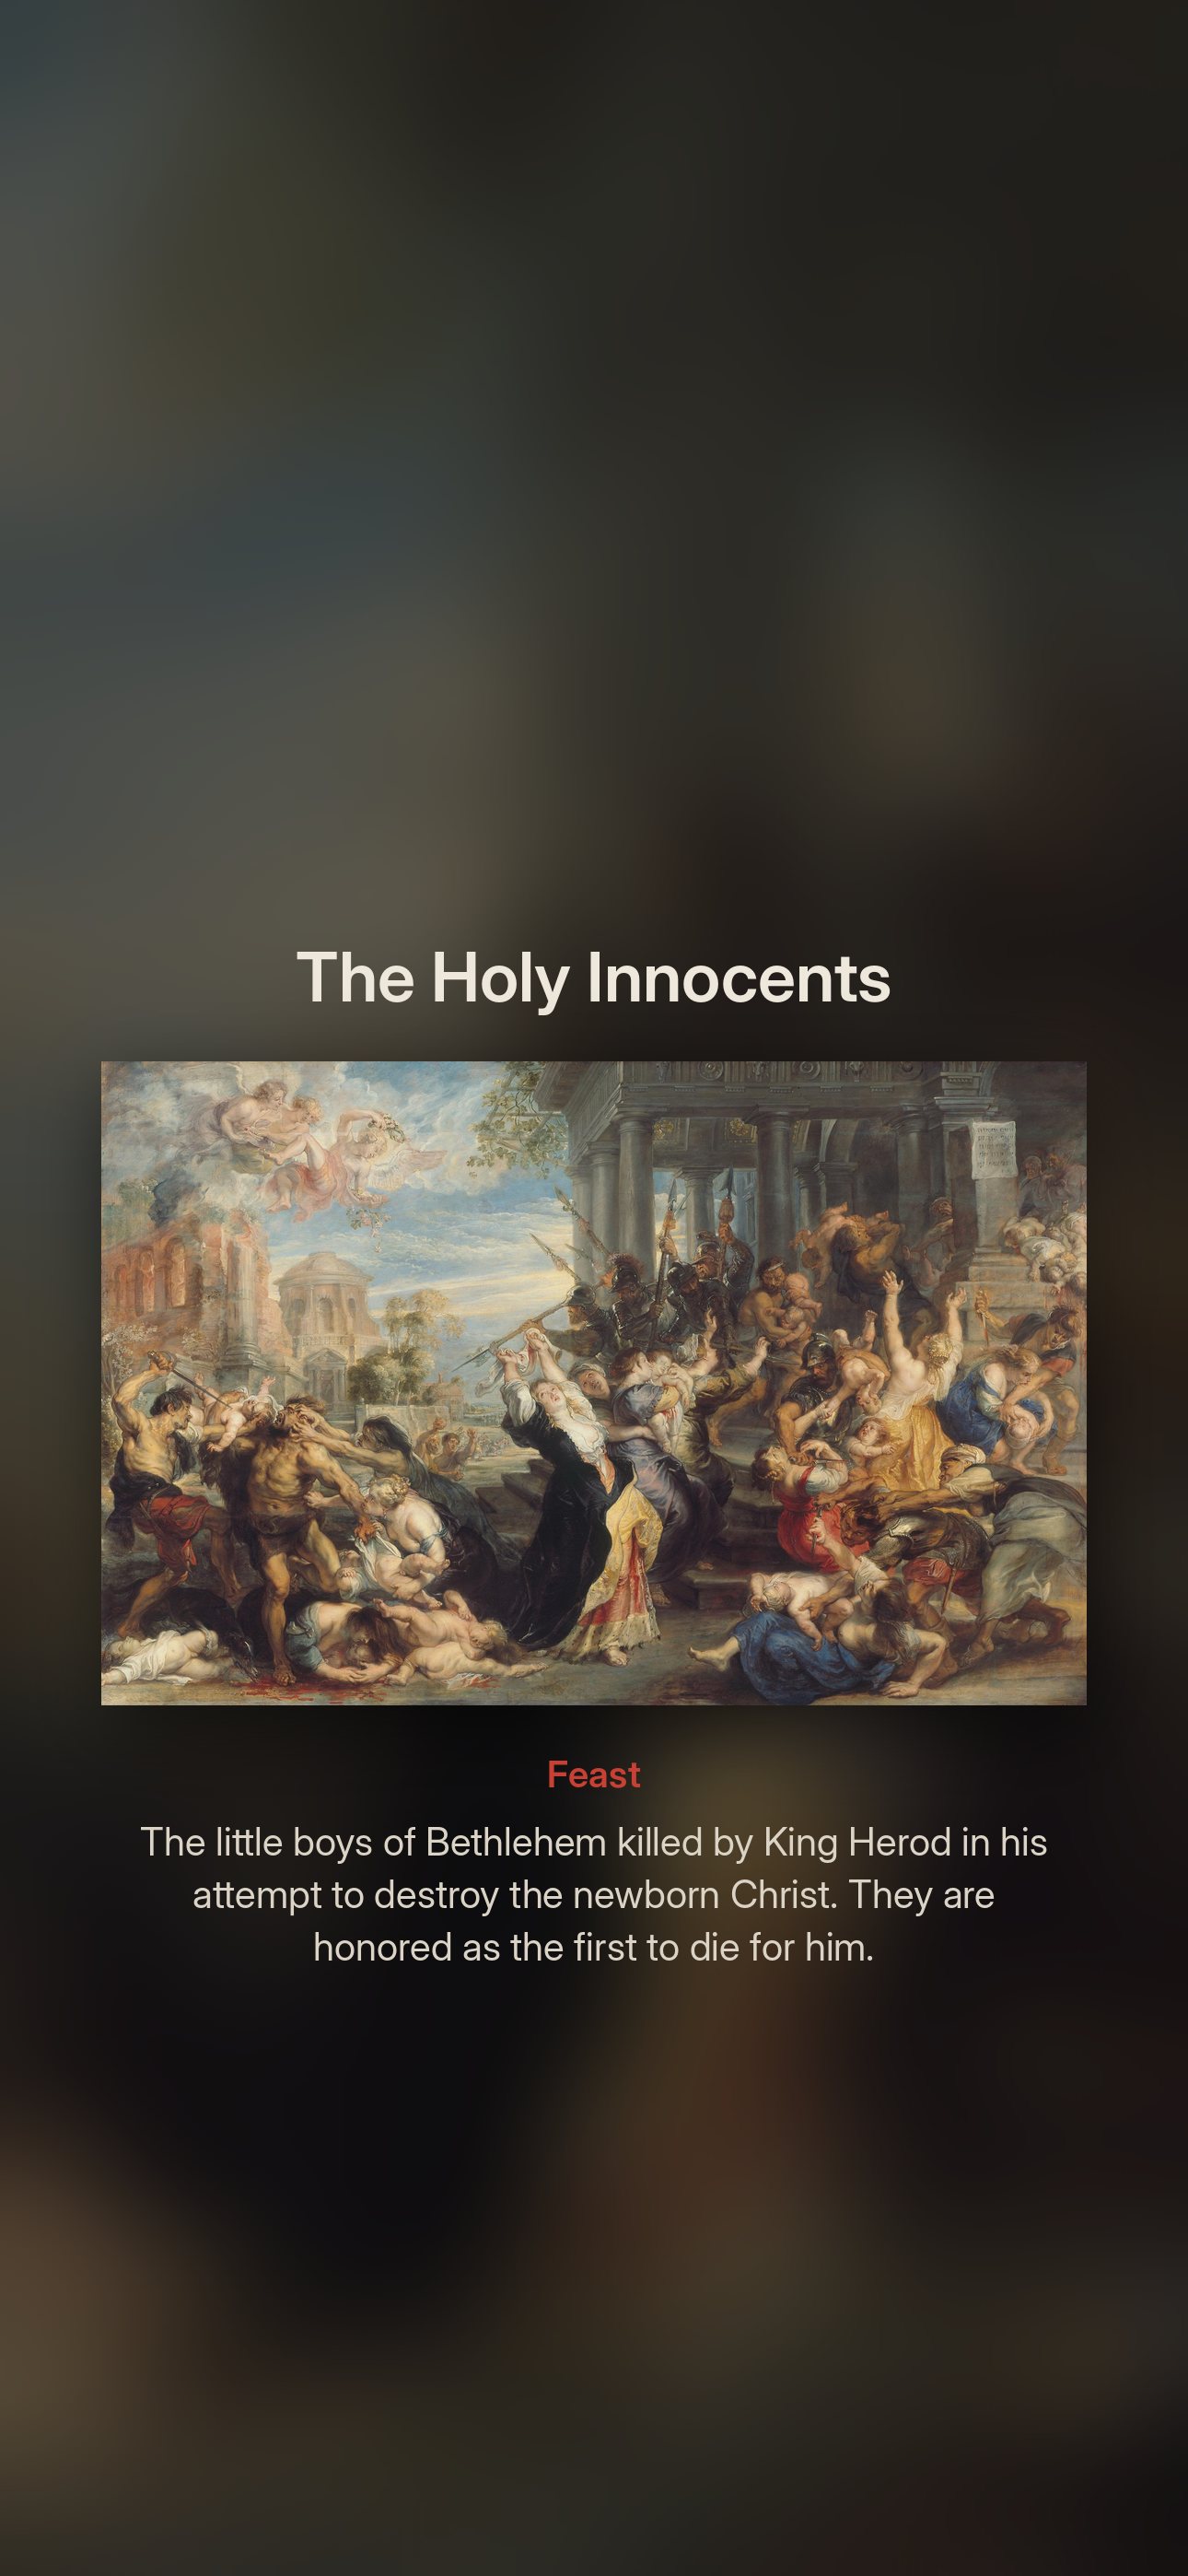 The Holy Innocents
Feast
The little boys of Bethlehem killed by King Herod in his
attempt to destroy the newborn Christ. They are
honored as the first to die for him.